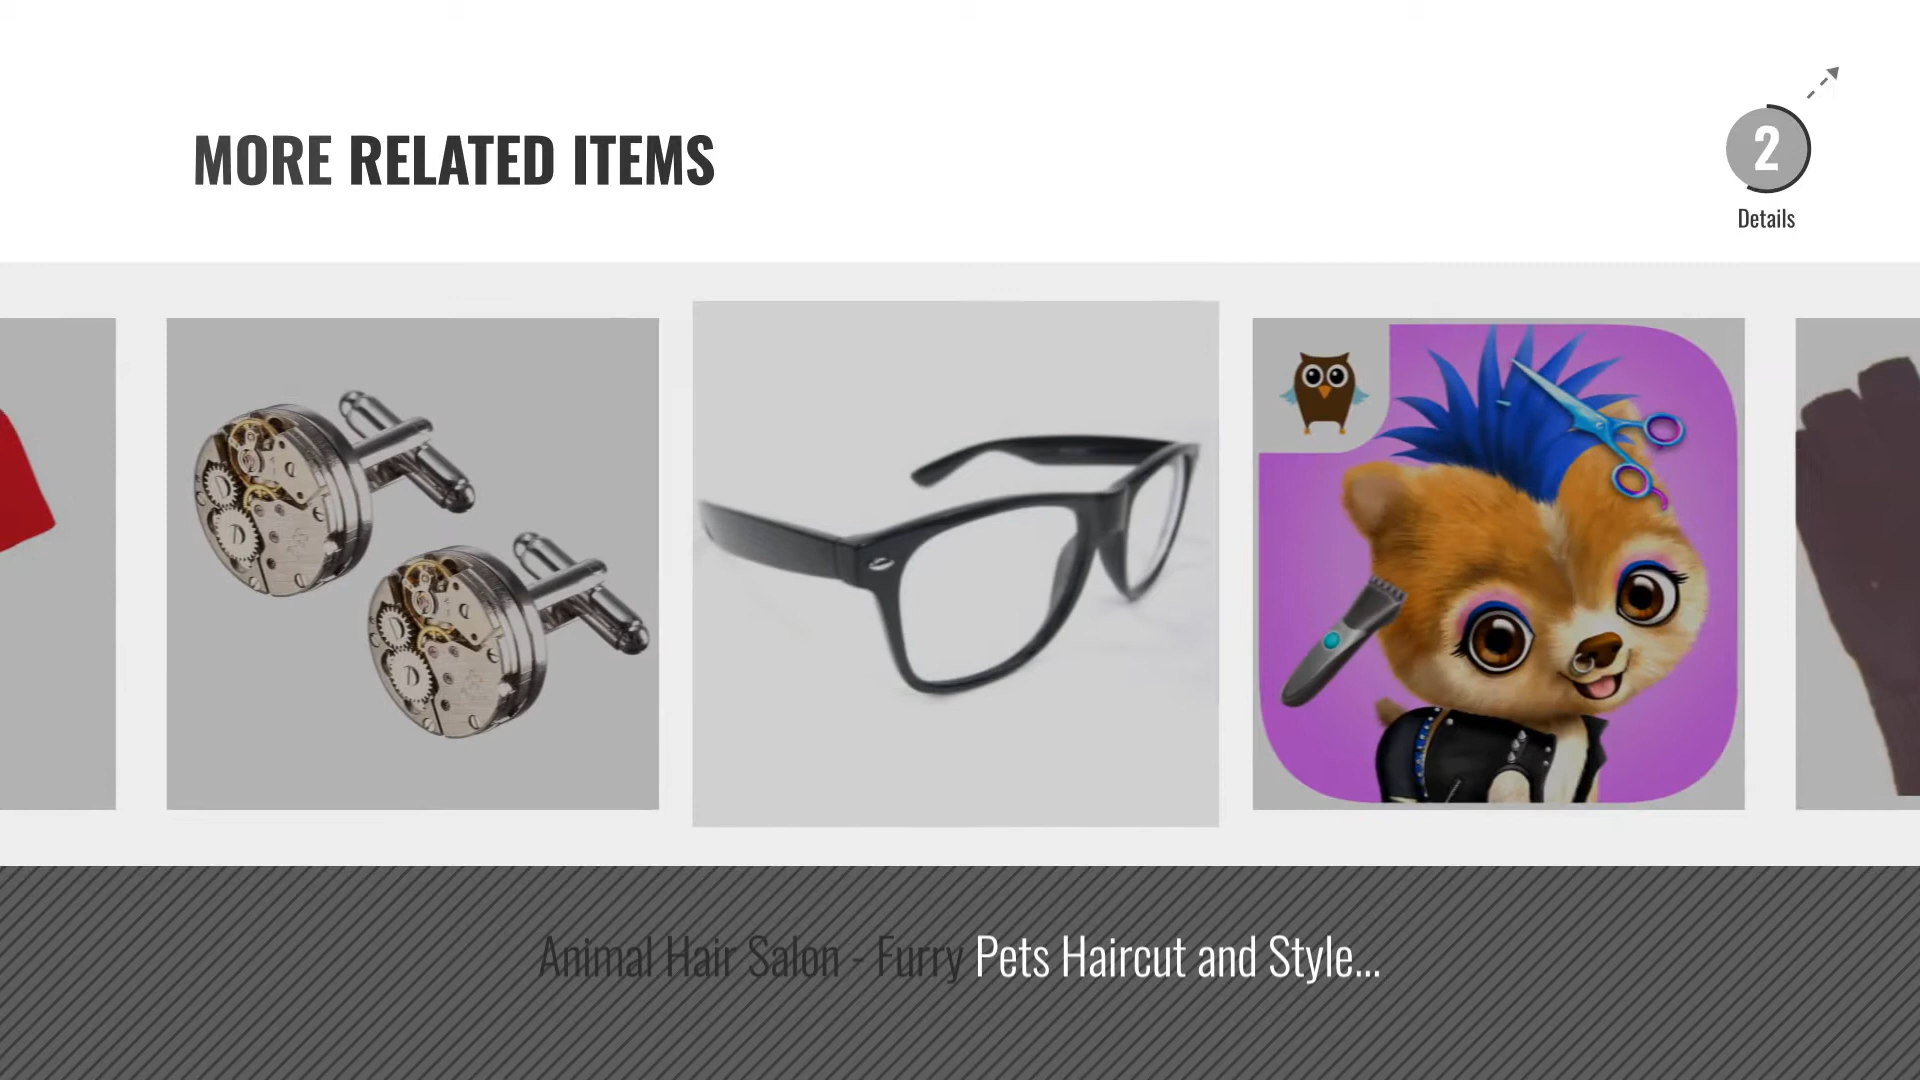 MORE RELATED ITEMS
2
Details
Animal Hair Salon - Furry Pets Haircut and Style...